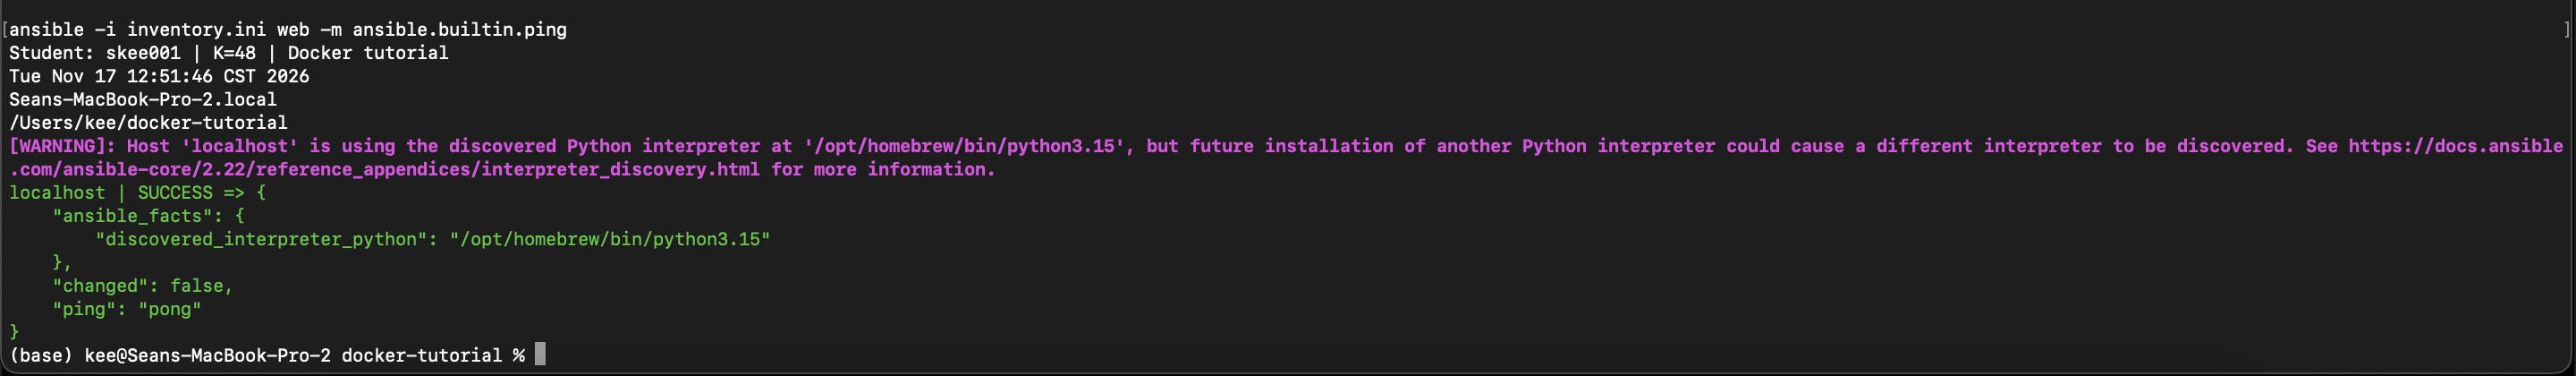 [ansible -i inventory.ini web -m ansible.builtin.ping ]
Student: skee001 | K=48 | Docker tutorial
Tue Nov 17 12:51:46 CST 2026
Seans-MacBook-Pro-2.local
/Users/kee/docker-tutorial
[WARNING]: Host 'localhost' is using the discovered Python interpreter at '/opt/homebrew/bin/python3.15', but future installation of another Python interpreter could cause a different interpreter to be discovered. See https://docs.ansible
.com/ansible-core/2.22/reference_appendices/interpreter_discovery.html for more information.
localhost | SUCCESS => {
    "ansible_facts": {
        "discovered_interpreter_python": "/opt/homebrew/bin/python3.15"
    },
    "changed": false,
    "ping": "pong"
}
(base) kee@Seans-MacBook-Pro-2 docker-tutorial %